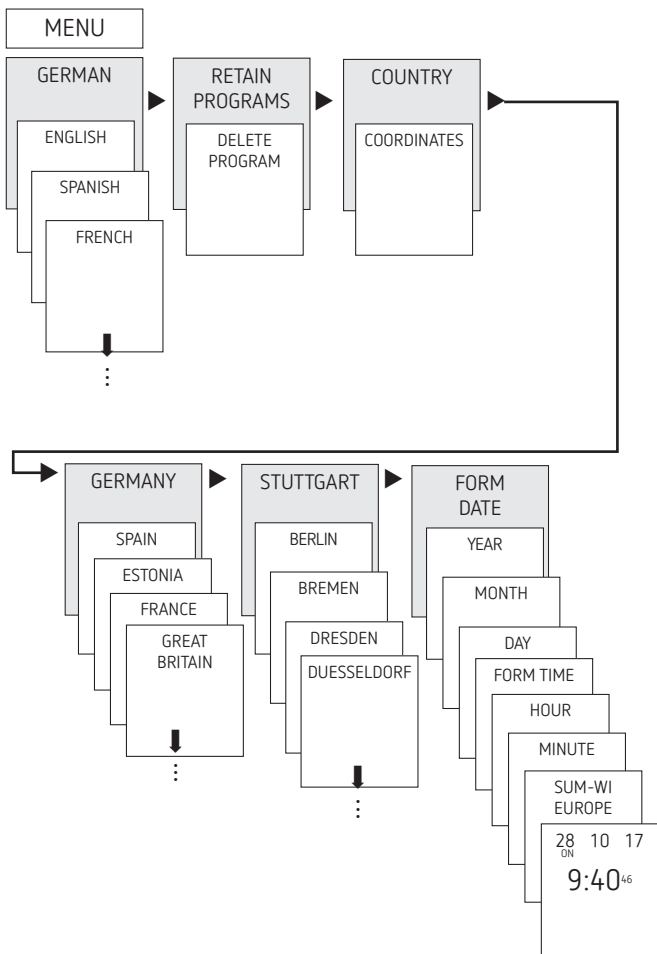 MENU
GERMAN
ENGLISH
SPANISH
FRENCH
RETAIN
PROGRAMS
DELETE
PROGRAM
COUNTRY
COORDINATES
GERMANY
SPAIN
ESTONIA
FRANCE
GREAT
BRITAIN
STUTTGART
BERLIN
BREMEN
DRESDEN
DUESSELDORF
FORM
DATE
YEAR
MONTH
DAY
FORM TIME
HOUR
MINUTE
SUM-WI
EUROPE
28 10 17
ON
9:40 46